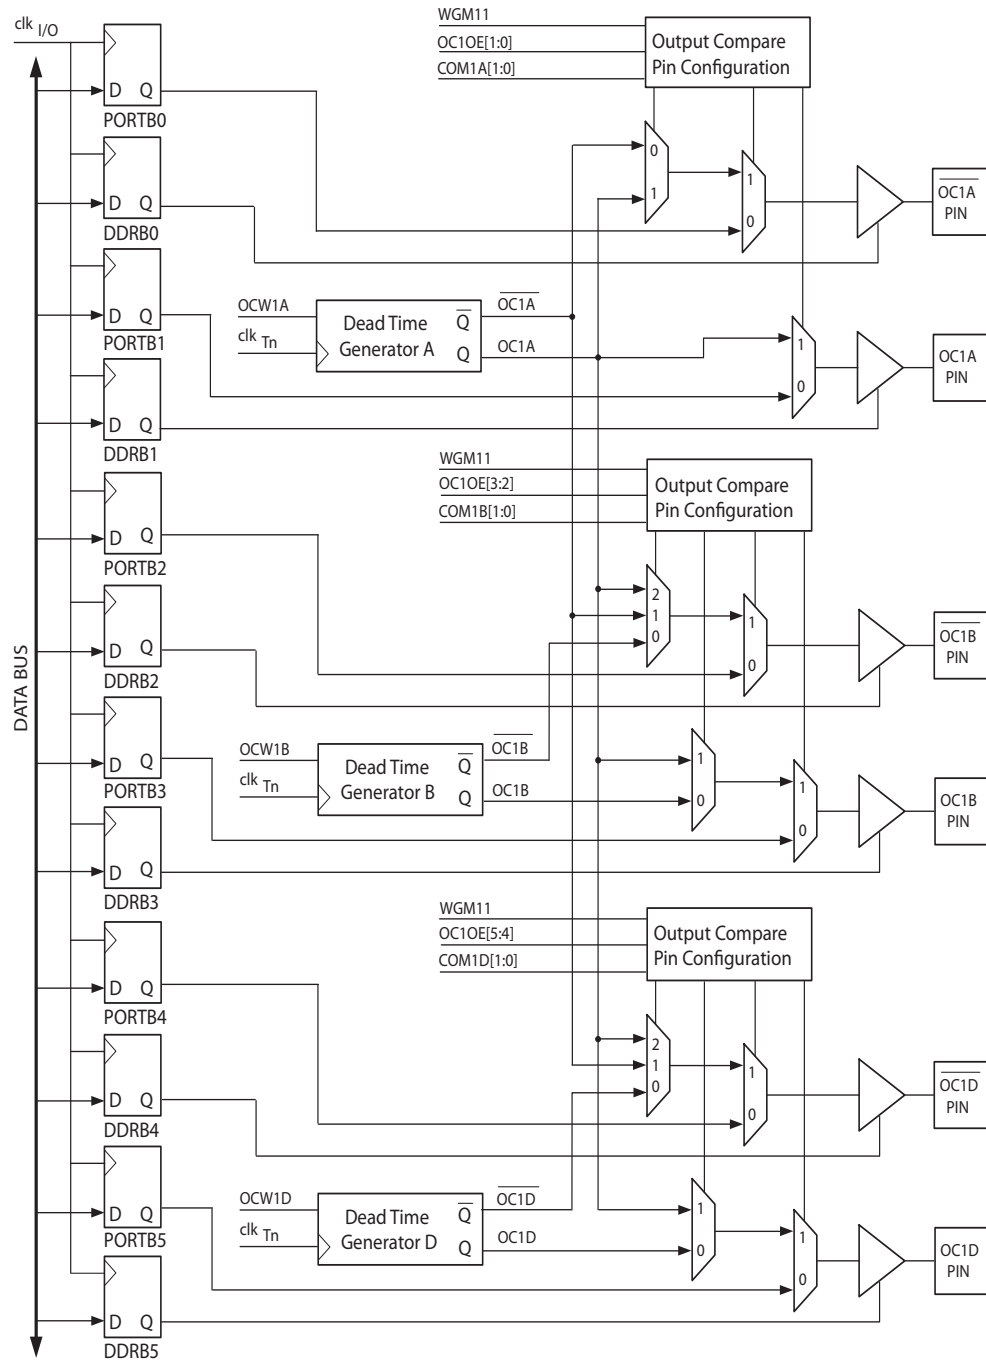 clk I/O
D Q
PORTB0
D Q
DDRB0
D Q
PORTB1
D Q
DDRB1
D Q
PORTB2
D Q
DDRB2
D Q
PORTB3
D Q
DDRB3
D Q
PORTB4
D Q
DDRB4
D Q
PORTB5
D Q
DDRB5
DATA BUS
WGM11
OC1OE[1:0]
COM1A[1:0]
Output Compare
Pin Configuration
0
1
1
0
OC1A
PIN
OCW1A
clk Tn
Dead Time
Generator A
Q
Q
OC1A
OC1A
1
0
OC1A
PIN
WGM11
OC1OE[3:2]
COM1B[1:0]
Output Compare
Pin Configuration
2
1
0
1
0
OC1B
PIN
OCW1B
clk Tn
Dead Time
Generator B
Q
Q
OC1B
OC1B
1
0
1
0
OC1B
PIN
WGM11
OC1OE[5:4]
COM1D[1:0]
Output Compare
Pin Configuration
2
1
0
1
0
OC1D
PIN
OCW1D
clk Tn
Dead Time
Generator D
Q
Q
OC1D
OC1D
1
0
1
0
OC1D
PIN